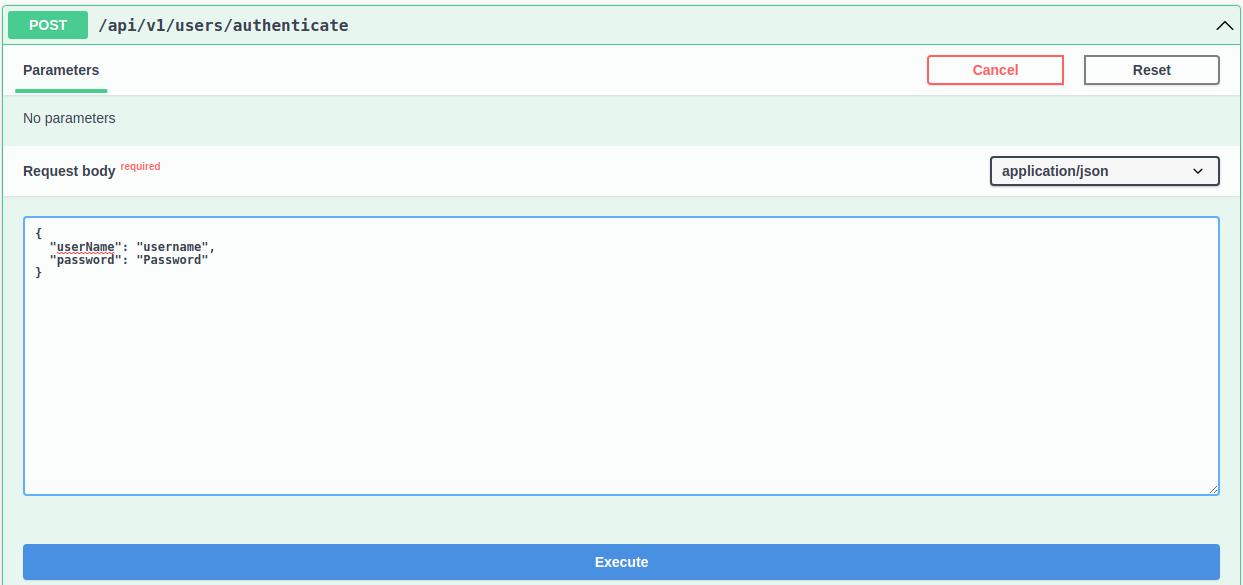 POST /api/v1/users/authenticate
Parameters Cancel Reset
No parameters
Request body required application/json
{
  "userName": "username",
  "password": "Password"
}
Execute